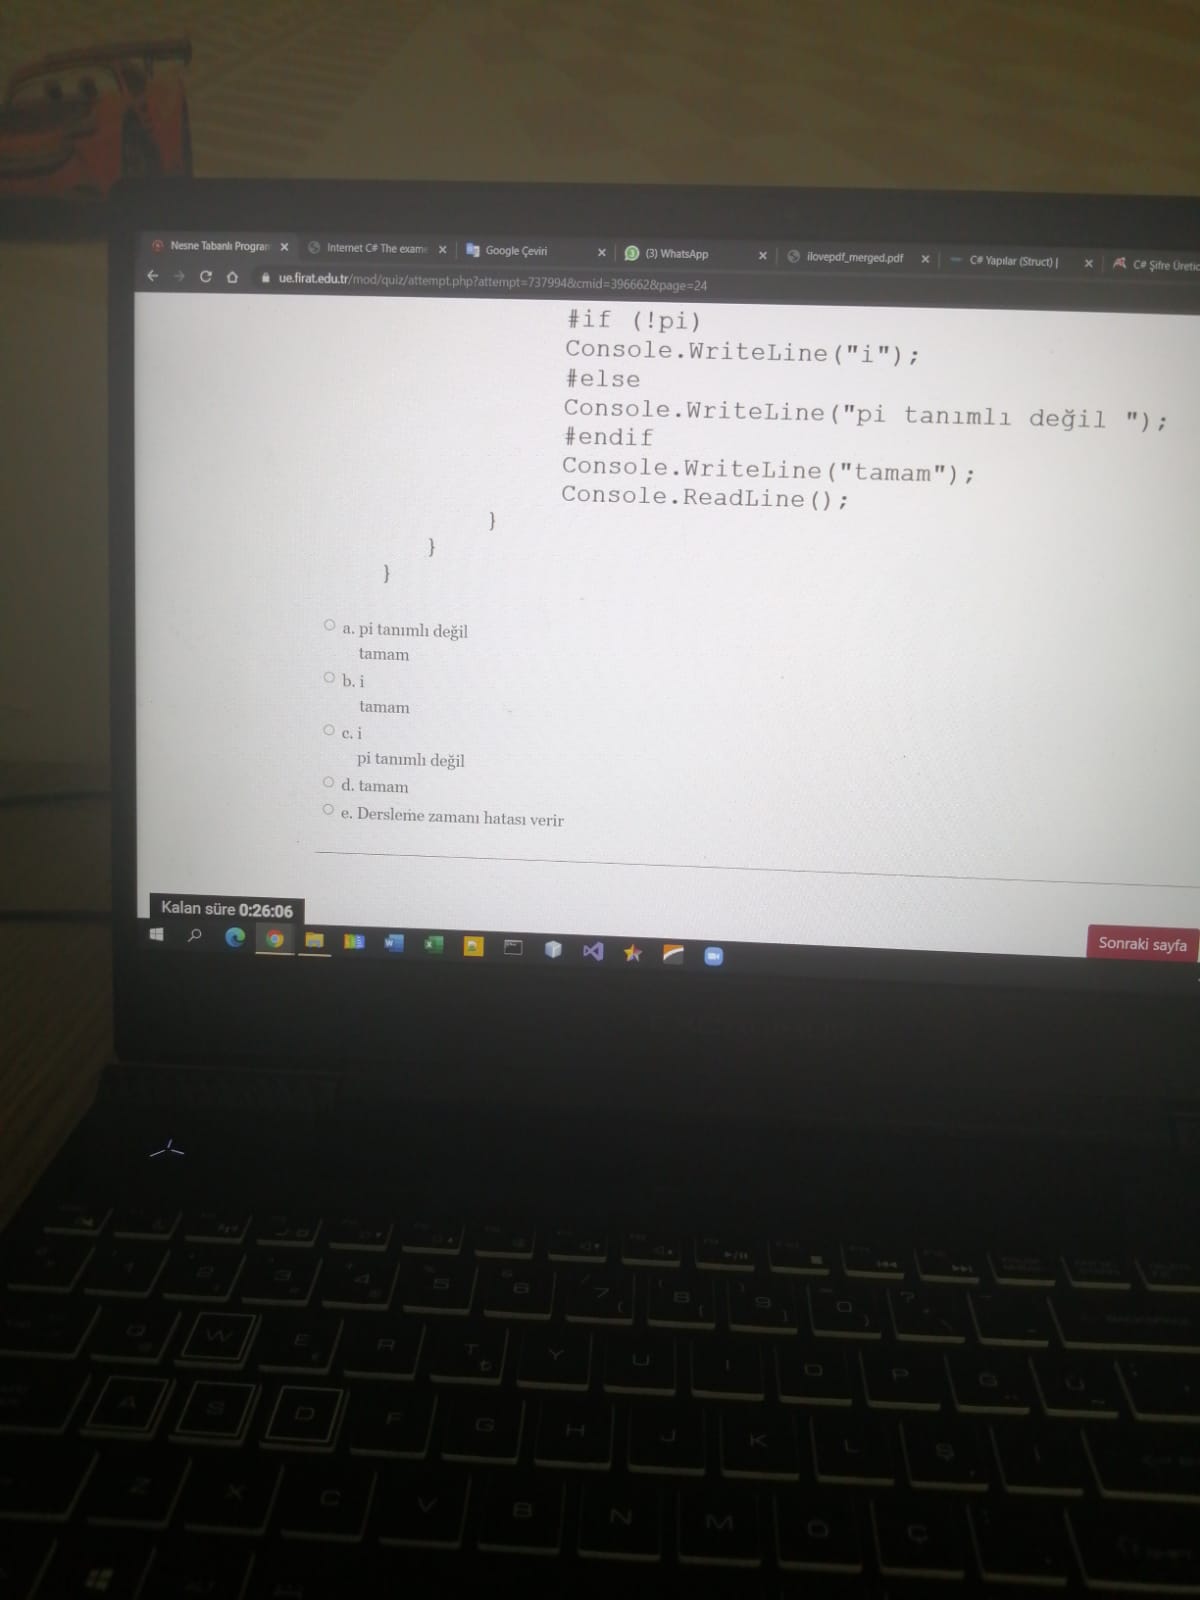 Nesne Tabanlı Program
Internet C# The exame
Google Çeviri
(3) WhatsApp
ilovepdf_merged.pdf
C# Yapılar (Struct) |
C# Şifre Üretic
ue.firat.edu.tr/mod/quiz/attempt.php?attempt=737994&cmid=396662&page=24
#if (!pi)
Console.WriteLine("i");
#else
Console.WriteLine("pi tanımlı değil ");
#endif
Console.WriteLine("tamam");
Console.ReadLine();
}
}
}
a. pi tanımlı değil
tamam
b. i
tamam
c. i
pi tanımlı değil
d. tamam
e. Dersleme zamanı hatası verir
Kalan süre 0:26:06
Sonraki sayfa